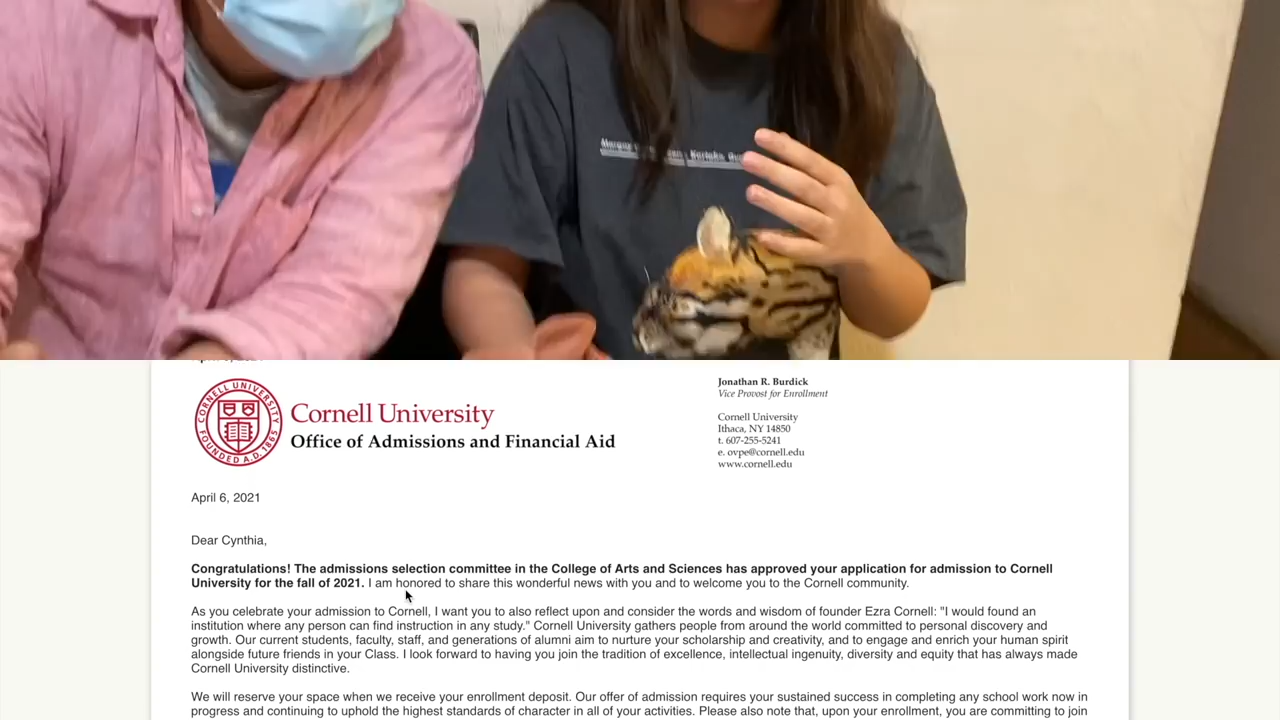 Cornell University
Office of Admissions and Financial Aid
Jonathan R. Burdick
Vice Provost for Enrollment
Cornell University
Ithaca, NY 14850
t. 607-255-5241
e. ovpe@cornell.edu
www.cornell.edu
CORNELL UNIVERSITY
FOUNDED A.D. 1865
April 6, 2021
Dear Cynthia,
Congratulations! The admissions selection committee in the College of Arts and Sciences has approved your application for admission to Cornell
University for the fall of 2021. I am honored to share this wonderful news with you and to welcome you to the Cornell community.
As you celebrate your admission to Cornell, I want you to also reflect upon and consider the words and wisdom of founder Ezra Cornell: "I would found an
institution where any person can find instruction in any study." Cornell University gathers people from around the world committed to personal discovery and
growth. Our current students, faculty, staff, and generations of alumni aim to nurture your scholarship and creativity, and to engage and enrich your human spirit
alongside future friends in your Class. I look forward to having you join the tradition of excellence, intellectual ingenuity, diversity and equity that has always made
Cornell University distinctive.
We will reserve your space when we receive your enrollment deposit. Our offer of admission requires your sustained success in completing any school work now in
progress and continuing to uphold the highest standards of character in all of your activities. Please also note that, upon your enrollment, you are committing to join